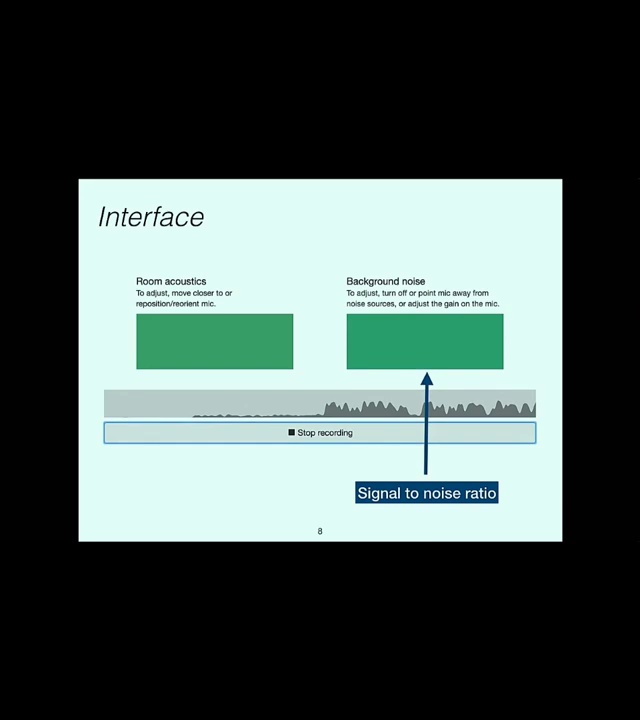 Interface
Room acoustics
To adjust, move closer to or
reposition/reorient mic.
Background noise
To adjust, turn off or point mic away from
noise sources, or adjust the gain on the mic.
Stop recording
Signal to noise ratio
8